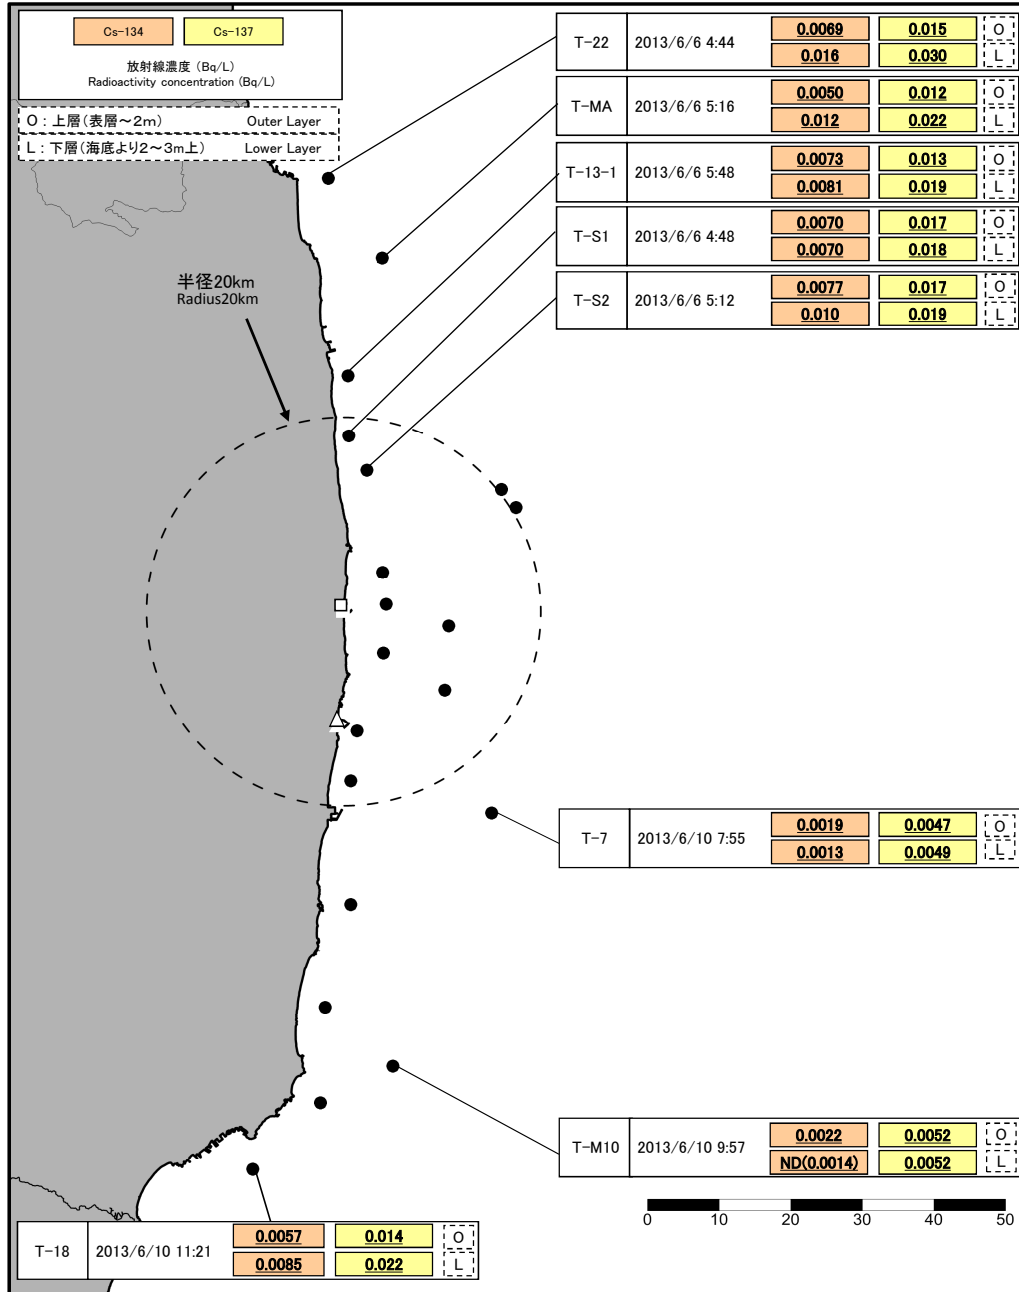 Cs-134 Cs-137
放射線濃度 (Bq/L)
Radioactivity concentration (Bq/L)
O : 上層(表層～2m) Outer Layer
L : 下層(海底より2～3m上) Lower Layer
T-22 2013/6/6 4:44 0.0069 0.015 O
0.016 0.030 L
T-MA 2013/6/6 5:16 0.0050 0.012 O
0.012 0.022 L
T-13-1 2013/6/6 5:48 0.0073 0.013 O
0.0081 0.019 L
T-S1 2013/6/6 4:48 0.0070 0.017 O
0.0070 0.018 L
T-S2 2013/6/6 5:12 0.0077 0.017 O
0.010 0.019 L
半径20km
Radius20km
T-7 2013/6/10 7:55 0.0019 0.0047 O
0.0013 0.0049 L
T-M10 2013/6/10 9:57 0.0022 0.0052 O
ND(0.0014) 0.0052 L
0 10 20 30 40 50
T-18 2013/6/10 11:21 0.0057 0.014 O
0.0085 0.022 L